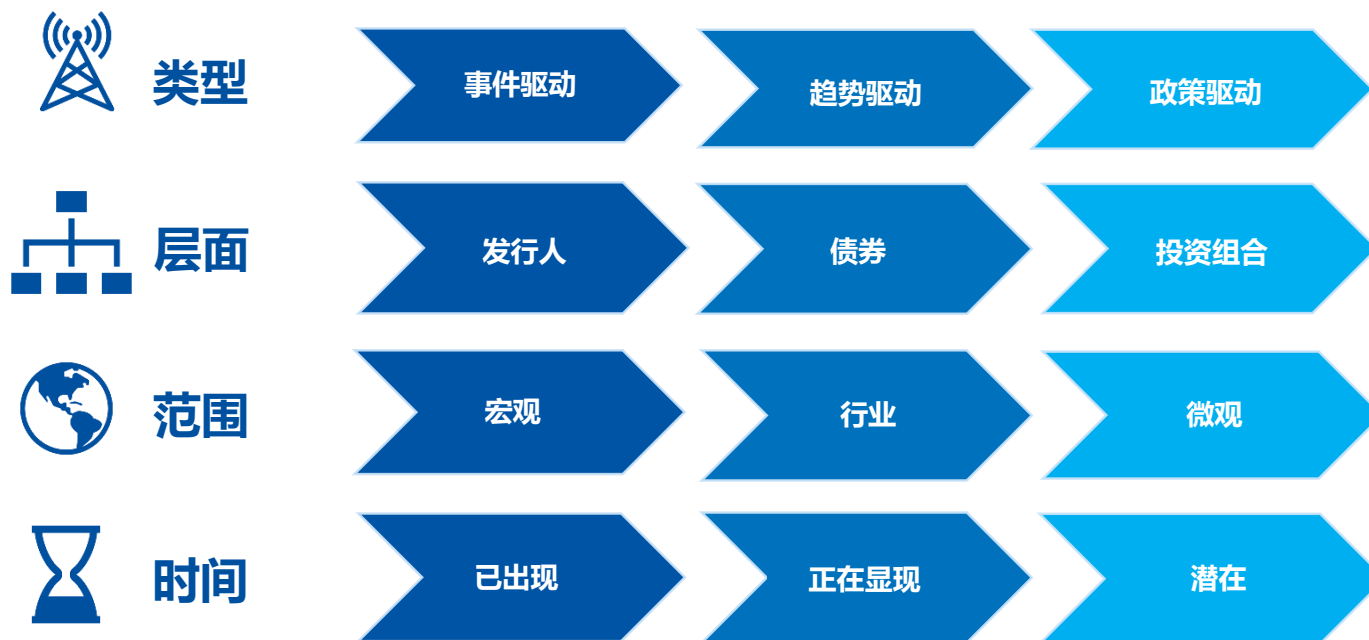 类型
事件驱动
趋势驱动
政策驱动
层面
发行人
债券
投资组合
范围
宏观
行业
微观
时间
已出现
正在显现
潜在